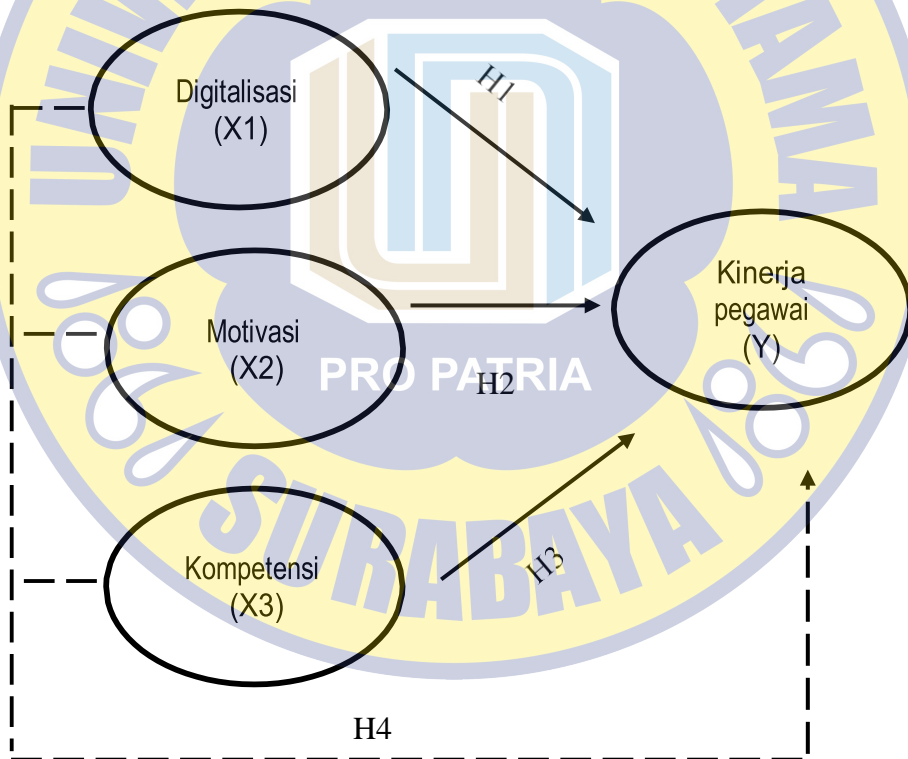 Digitalisasi
(X1)
H1
Kinerja
pegawai
(Y)
Motivasi
(X2)
H2
PRO PATRIA
Kompetensi
(X3)
H3
SURABAYA
H4